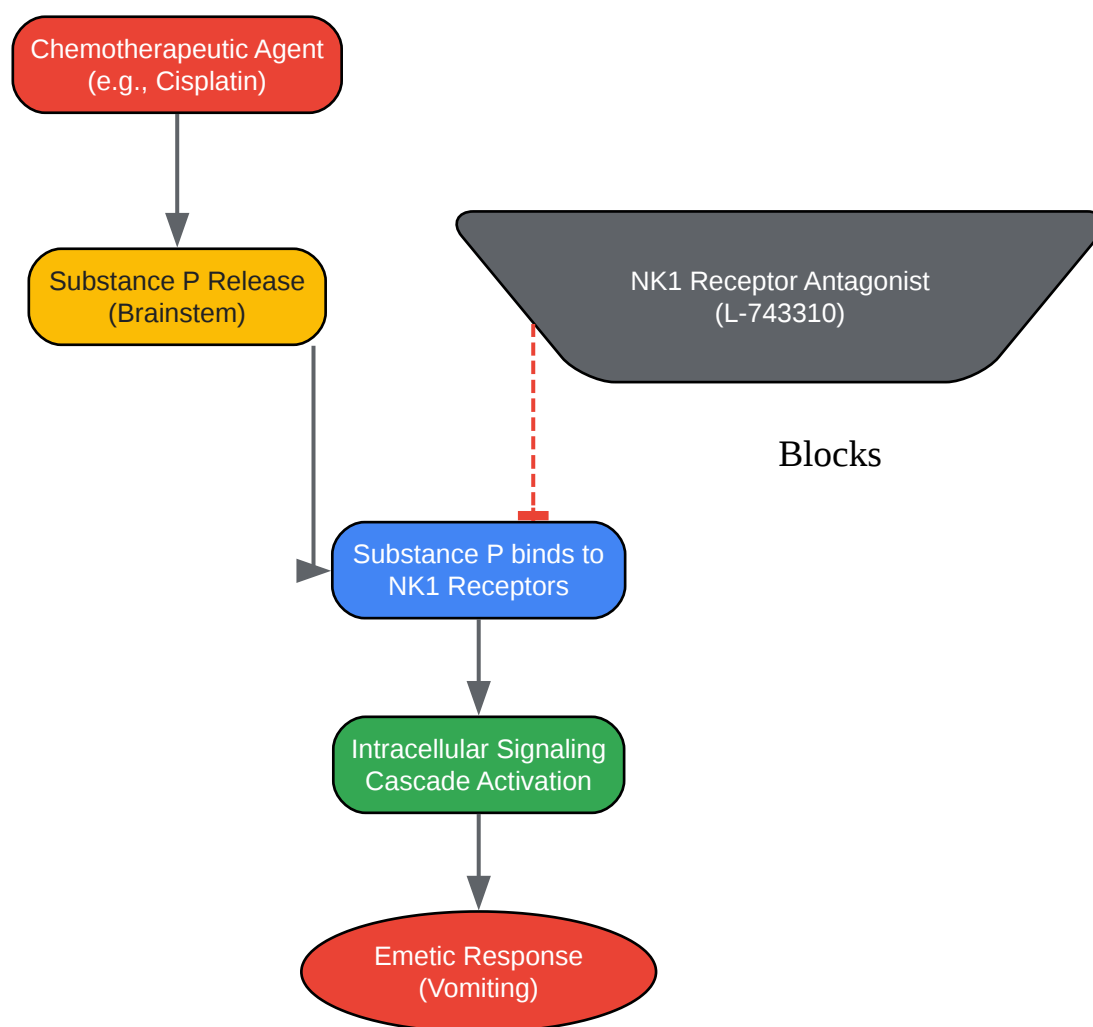 Chemotherapeutic Agent
(e.g., Cisplatin)
Substance P Release
(Brainstem)
NK1 Receptor Antagonist
(L-743310)
Blocks
Substance P binds to
NK1 Receptors
Intracellular Signaling
Cascade Activation
Emetic Response
(Vomiting)